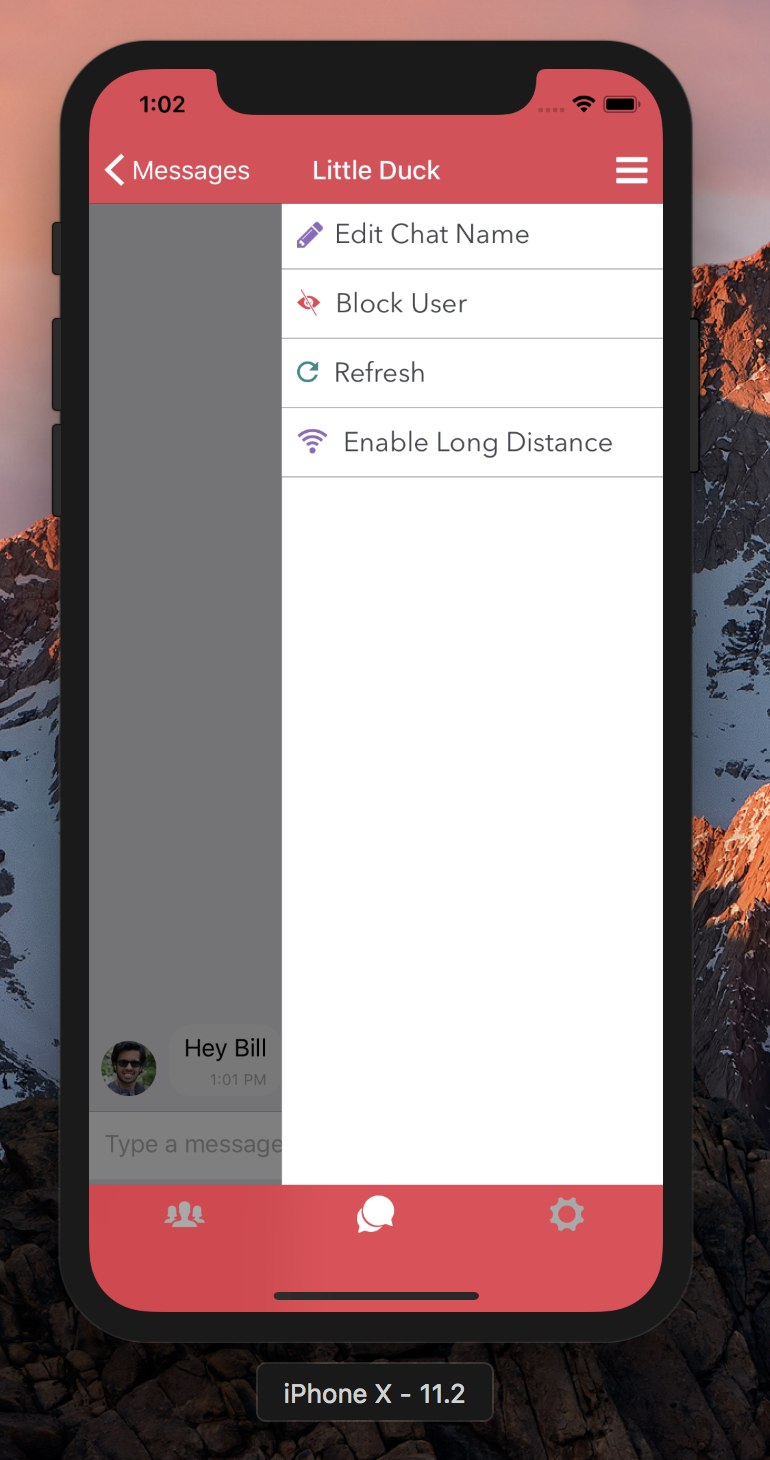 1:02
Messages
Little Duck
Edit Chat Name
Block User
Refresh
Enable Long Distance
Hey Bill
1:01 PM
Type a message
iPhone X - 11.2